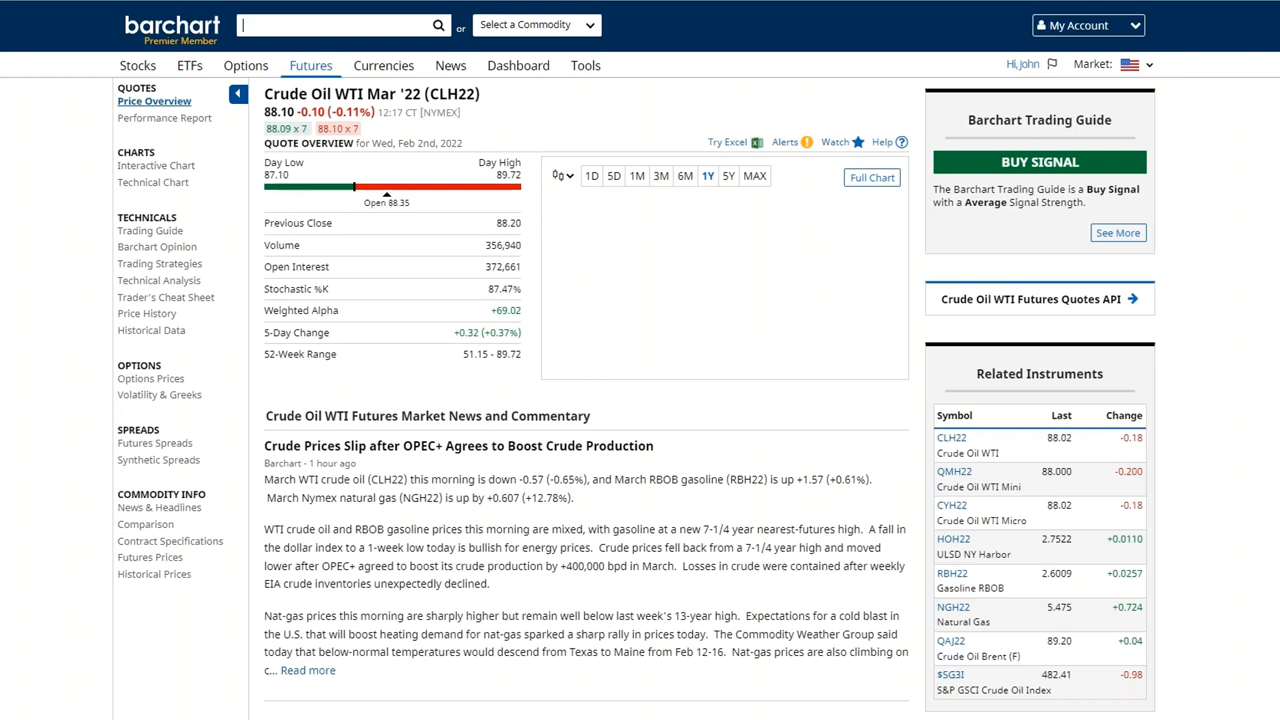 barchart
Premier Member
or
Select a Commodity
My Account
Stocks ETFs Options Futures Currencies News Dashboard Tools
Hi, John Market:
QUOTES
Price Overview
Performance Report
CHARTS
Interactive Chart
Technical Chart
TECHNICALS
Trading Guide
Barchart Opinion
Trading Strategies
Technical Analysis
Trader's Cheat Sheet
Price History
Historical Data
OPTIONS
Options Prices
Volatility & Greeks
SPREADS
Futures Spreads
Synthetic Spreads
COMMODITY INFO
News & Headlines
Comparison
Contract Specifications
Futures Prices
Historical Prices
Crude Oil WTI Mar '22 (CLH22)
88.10 -0.10 (-0.11%) 12:17 CT [NYMEX]
88.09 x 7 88.10 x 7
QUOTE OVERVIEW for Wed, Feb 2nd, 2022
Try Excel Alerts Watch Help
Day Low Day High
87.10 89.72
Open 88.35
Previous Close 88.20
Volume 356,940
Open Interest 372,661
Stochastic %K 87.47%
Weighted Alpha +69.02
5-Day Change +0.32 (+0.37%)
52-Week Range 51.15 - 89.72
1D 5D 1M 3M 6M 1Y 5Y MAX
Full Chart
Crude Oil WTI Futures Market News and Commentary
Crude Prices Slip after OPEC+ Agrees to Boost Crude Production
Barchart - 1 hour ago
March WTI crude oil (CLH22) this morning is down -0.57 (-0.65%), and March RBOB gasoline (RBH22) is up +1.57 (+0.61%).
March Nymex natural gas (NGH22) is up by +0.607 (+12.78%).
WTI crude oil and RBOB gasoline prices this morning are mixed, with gasoline at a new 7-1/4 year nearest-futures high. A fall in
the dollar index to a 1-week low today is bullish for energy prices. Crude prices fell back from a 7-1/4 year high and moved
lower after OPEC+ agreed to boost its crude production by +400,000 bpd in March. Losses in crude were contained after weekly
EIA crude inventories unexpectedly declined.
Nat-gas prices this morning are sharply higher but remain well below last week's 13-year high. Expectations for a cold blast in
the U.S. that will boost heating demand for nat-gas sparked a sharp rally in prices today. The Commodity Weather Group said
today that below-normal temperatures would descend from Texas to Maine from Feb 12-16. Nat-gas prices are also climbing on
c... Read more
Barchart Trading Guide
BUY SIGNAL
The Barchart Trading Guide is a Buy Signal
with a Average Signal Strength.
See More
Crude Oil WTI Futures Quotes API
Related Instruments
Symbol Last Change
CLH22 88.02 -0.18
Crude Oil WTI
QMH22 88.000 -0.200
Crude Oil WTI Mini
CYH22 88.02 -0.18
Crude Oil WTI Micro
HOH22 2.7522 +0.0110
ULSD NY Harbor
RBH22 2.6009 +0.0257
Gasoline RBOB
NGH22 5.475 +0.724
Natural Gas
QAJ22 89.20 +0.04
Crude Oil Brent (F)
$SG3I 482.41 -0.98
S&P GSCI Crude Oil Index